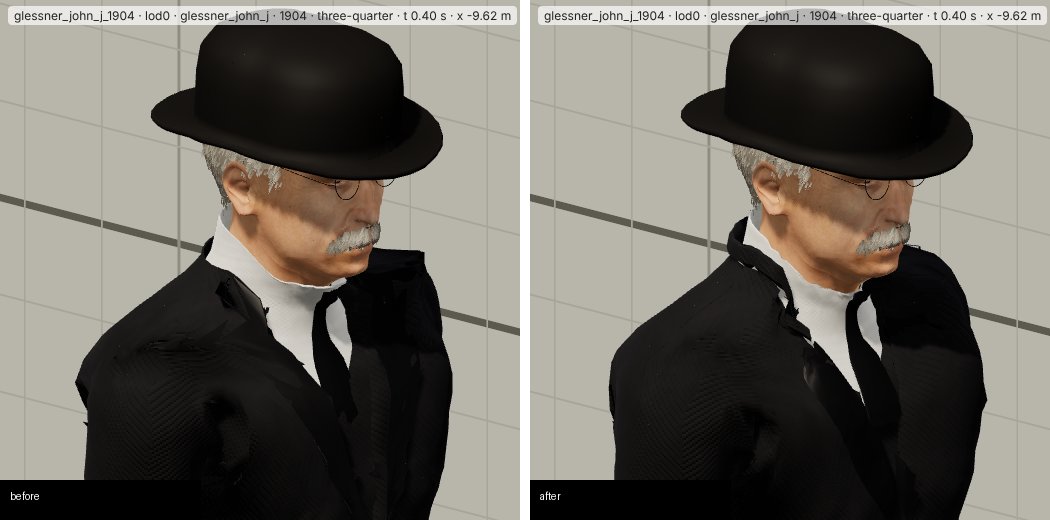 glessner_john_j_1904 · lod0 · glessner_john_j · 1904 · three-quarter · t 0.40 s · x -9.62 m
glessner_john_j_1904 · lod0 · glessner_john_j · 1904 · three-quarter · t 0.40 s · x -9.62 m
before
after